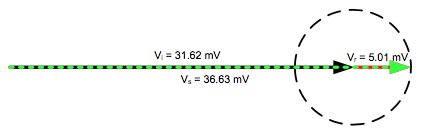 Vᵢ = 31.62 mV
Vᵣ = 5.01 mV
Vₛ = 36.63 mV